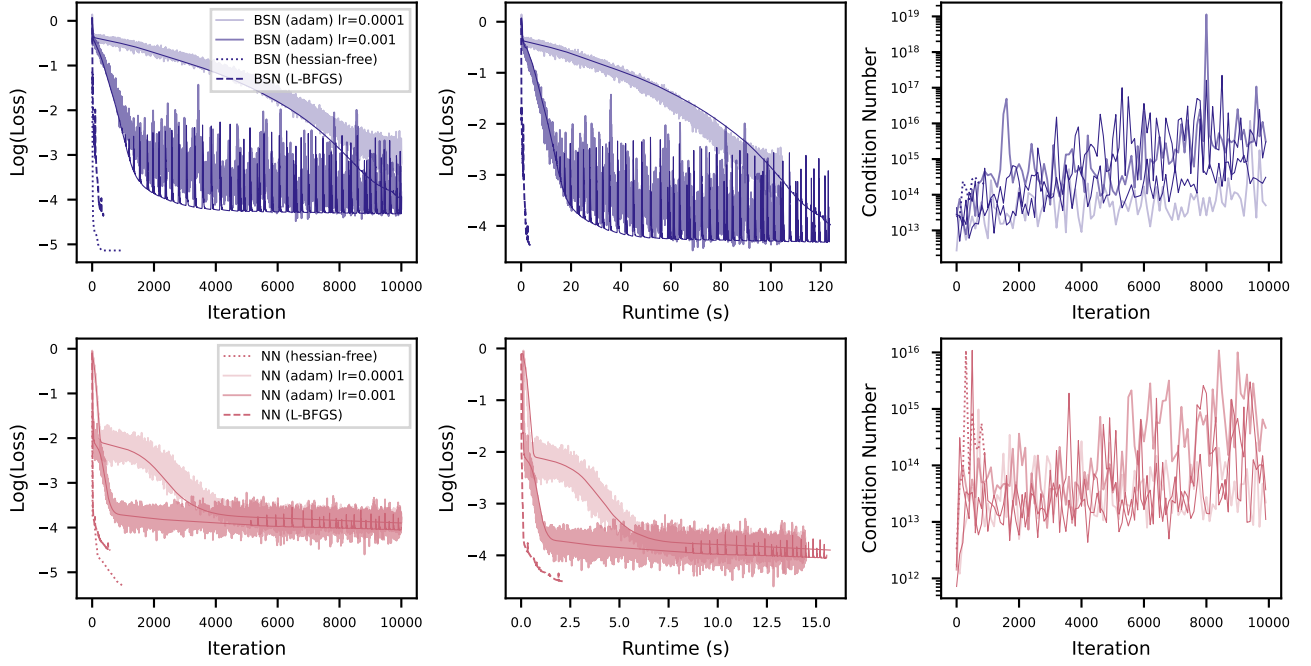 BSN (adam) lr=0.0001
BSN (adam) lr=0.001
BSN (hessian-free)
BSN (L-BFGS)
Log(Loss)
0
−1
−2
−3
−4
−5
0 2000 4000 6000 8000 10000
Iteration
Log(Loss)
0
−1
−2
−3
−4
0 20 40 60 80 100 120
Runtime (s)
Condition Number
10^19
10^18
10^17
10^16
10^15
10^14
10^13
0 2000 4000 6000 8000 10000
Iteration
NN (hessian-free)
NN (adam) lr=0.0001
NN (adam) lr=0.001
NN (L-BFGS)
Log(Loss)
0
−1
−2
−3
−4
−5
0 2000 4000 6000 8000 10000
Iteration
Log(Loss)
0
−1
−2
−3
−4
0.0 2.5 5.0 7.5 10.0 12.5 15.0
Runtime (s)
Condition Number
10^16
10^15
10^14
10^13
10^12
0 2000 4000 6000 8000 10000
Iteration